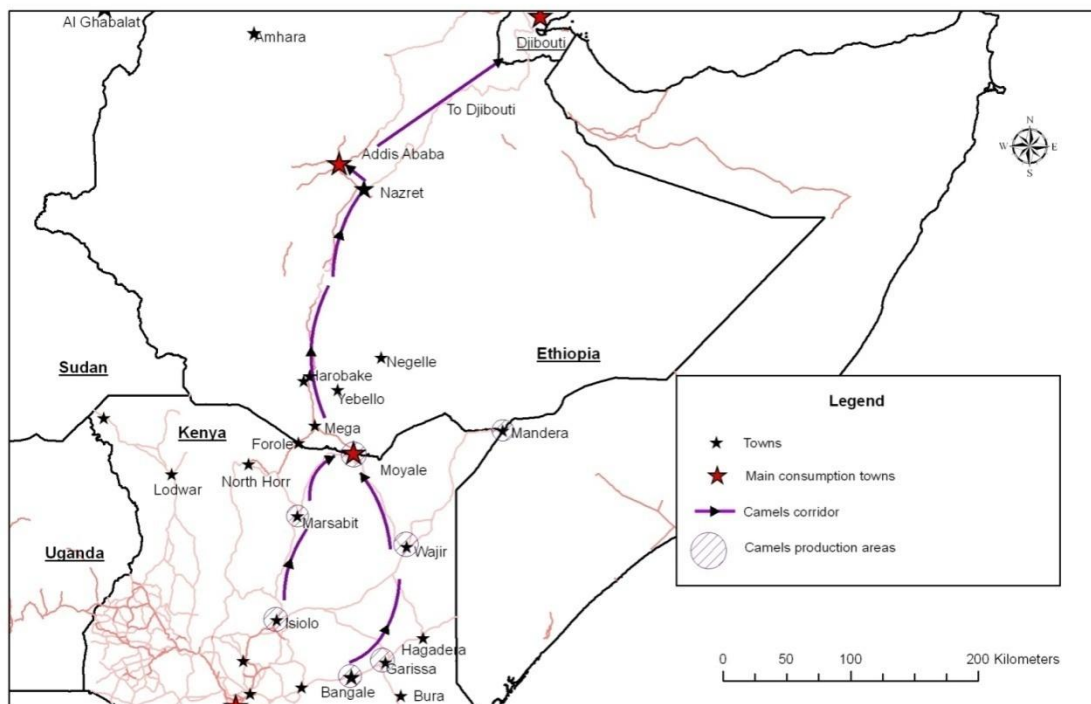 Al Ghabalat
Amhara
Djibouti
N
W E
S
To Djibouti
Addis Ababa
Nazret
Negelle
Ethiopia
Harobake
Yebello
Sudan
Kenya
Mega
Mandera
Forole
Moyale
Lodwar
North Horr
Marsabit
Wajir
Uganda
Isiolo
Hagadera
Garissa
Bangale
Bura
Legend
Towns
Main consumption towns
Camels corridor
Camels production areas
0 50 100 200 Kilometers